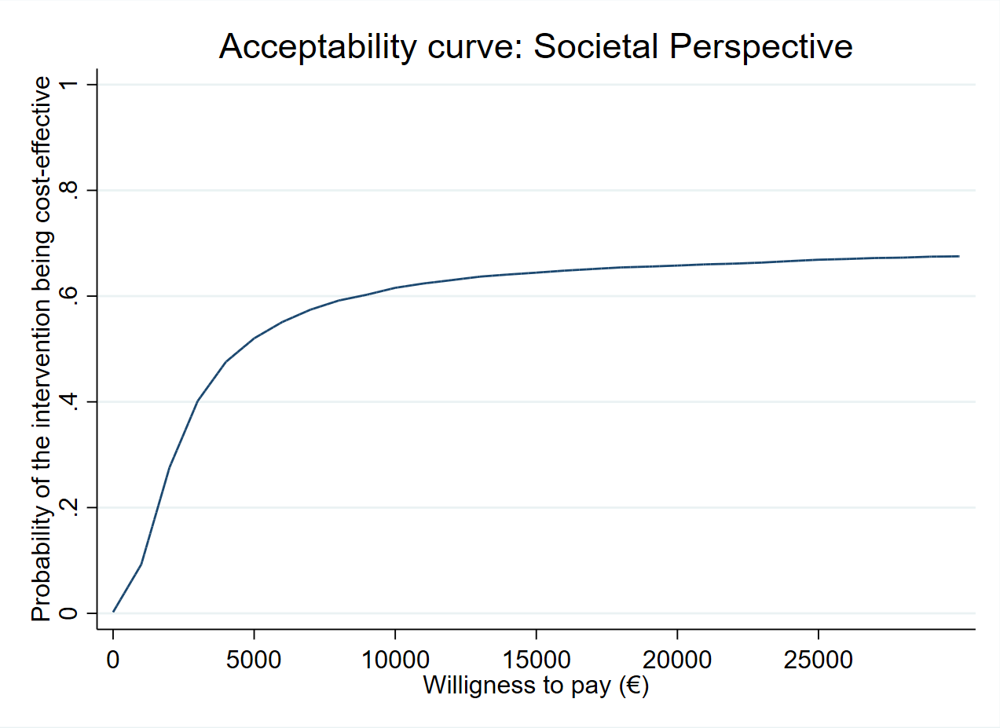 Acceptability curve: Societal Perspective
Probability of the intervention being cost-effective
1
.8
.6
.4
.2
0
0 5000 10000 15000 20000 25000
Willigness to pay (€)